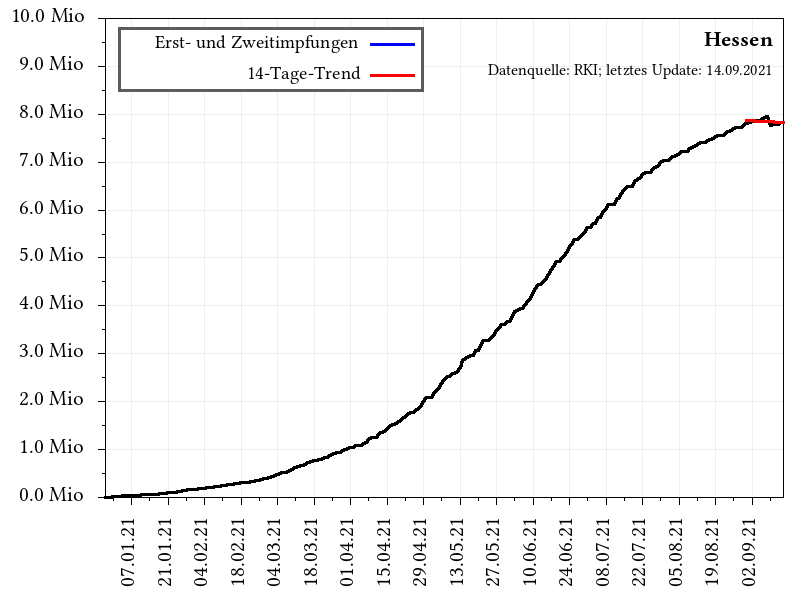 10.0 Mio
9.0 Mio
8.0 Mio
7.0 Mio
6.0 Mio
5.0 Mio
4.0 Mio
3.0 Mio
2.0 Mio
1.0 Mio
0.0 Mio
Erst- und Zweitimpfungen
14-Tage-Trend
Hessen
Datenquelle: RKI; letztes Update: 14.09.2021
07.01.21
21.01.21
04.02.21
18.02.21
04.03.21
18.03.21
01.04.21
15.04.21
29.04.21
13.05.21
27.05.21
10.06.21
24.06.21
08.07.21
22.07.21
05.08.21
19.08.21
02.09.21